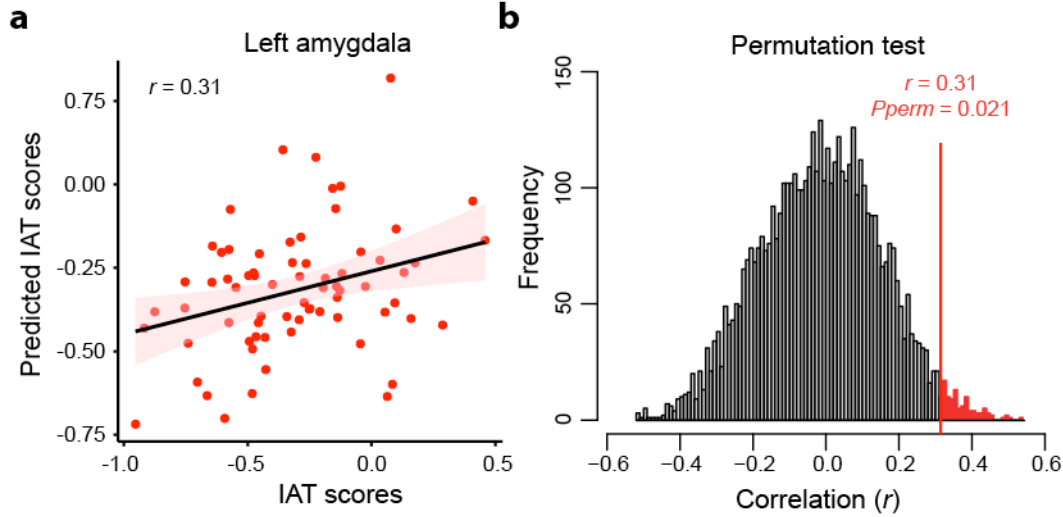 a
Left amygdala
r = 0.31
Predicted IAT scores
0.75
0.00
-0.25
-0.50
-0.75
-1.0
-0.5
0.0
0.5
IAT scores
b
Permutation test
r = 0.31
Pperm = 0.021
Frequency
150
100
50
0
−0.6
−0.4
−0.2
0.0
0.2
0.4
0.6
Correlation (r)